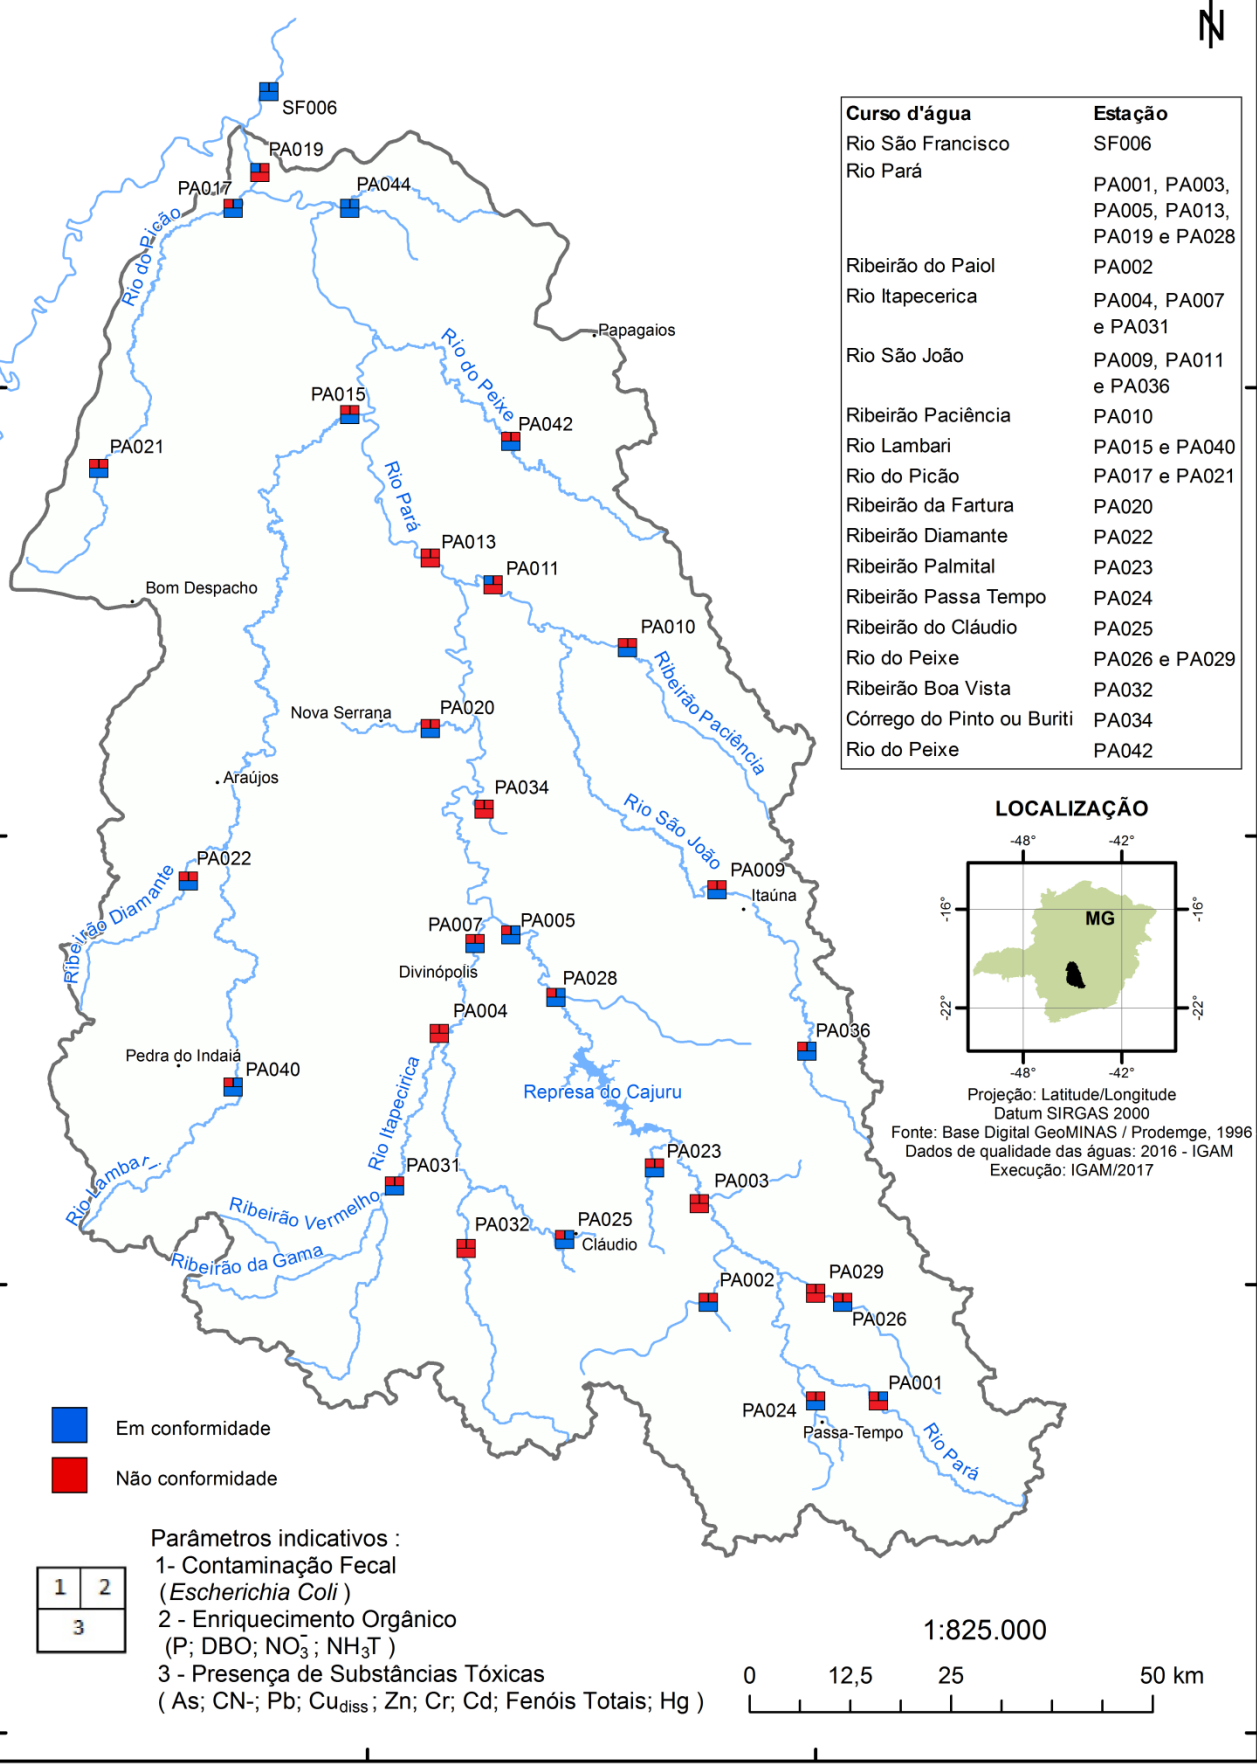 N
SF006
PA019
PA017
PA044
Rio do Picão
Papagaios
Rio do Peixe
PA015
PA042
PA021
Rio Pará
PA013
PA011
Bom Despacho
PA010
Ribeirão Paciência
Nova Serrana
PA020
Araújos
PA034
Rio São João
PA022
PA009
Itaúna
Ribeirão Diamante
PA007
PA005
Divinópolis
PA028
PA004
PA036
Pedra do Indaiá
PA040
Represa do Cajuru
Rio Itapecirica
PA023
PA031
PA003
Rio Lambar
Ribeirão Vermelho
PA032
PA025
Cláudio
Ribeirão da Gama
PA002
PA029
PA026
PA001
PA024
Passa-Tempo
Rio Pará
Curso d'água Estação
Rio São Francisco SF006
Rio Pará PA001, PA003,
PA005, PA013,
PA019 e PA028
Ribeirão do Paiol PA002
Rio Itapecerica PA004, PA007
e PA031
Rio São João PA009, PA011
e PA036
Ribeirão Paciência PA010
Rio Lambari PA015 e PA040
Rio do Picão PA017 e PA021
Ribeirão da Fartura PA020
Ribeirão Diamante PA022
Ribeirão Palmital PA023
Ribeirão Passa Tempo PA024
Ribeirão do Cláudio PA025
Rio do Peixe PA026 e PA029
Ribeirão Boa Vista PA032
Córrego do Pinto ou Buriti PA034
Rio do Peixe PA042
LOCALIZAÇÃO
-48° -42°
-16° MG -16°
-22° -22°
-48° -42°
Projeção: Latitude/Longitude
Datum SIRGAS 2000
Fonte: Base Digital GeoMINAS / Prodemge, 1996
Dados de qualidade das águas: 2016 - IGAM
Execução: IGAM/2017
Em conformidade
Não conformidade
Parâmetros indicativos :
1- Contaminação Fecal
(Escherichia Coli )
2 - Enriquecimento Orgânico
(P; DBO; NO₃⁻; NH₃T )
3 - Presença de Substâncias Tóxicas
( As; CN-; Pb; Cudiss; Zn; Cr; Cd; Fenóis Totais; Hg )
1 2
3
1:825.000
0 12,5 25 50 km